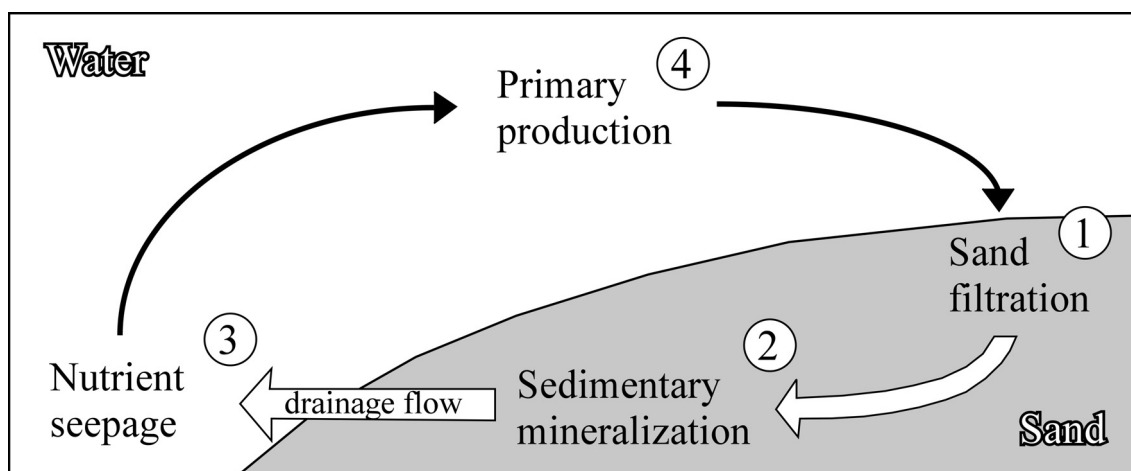 Water
Primary
production
4
1
Sand
filtration
3
2
Nutrient
seepage
drainage flow
Sedimentary
mineralization
Sand